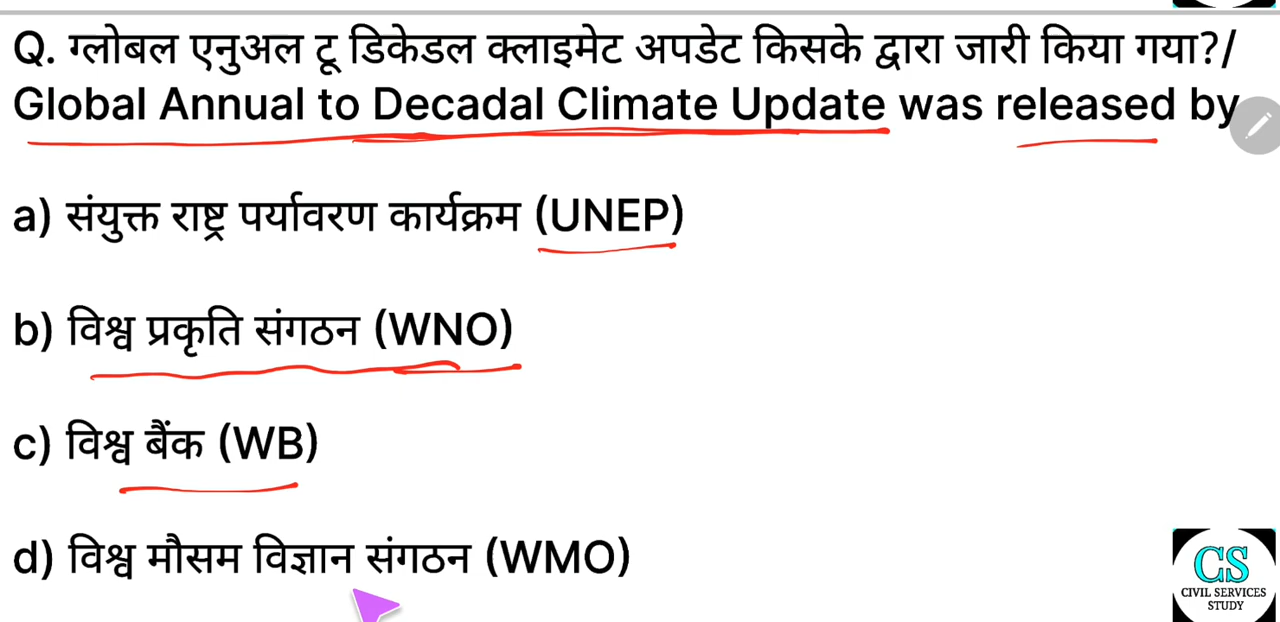 Q. ग्लोबल एनुअल टू डिकेडल क्लाइमेट अपडेट किसके द्वारा जारी किया गया?/
Global Annual to Decadal Climate Update was released by
a) संयुक्त राष्ट्र पर्यावरण कार्यक्रम (UNEP)
b) विश्व प्रकृति संगठन (WNO)
c) विश्व बैंक (WB)
d) विश्व मौसम विज्ञान संगठन (WMO)
CS
CIVIL SERVICES
STUDY